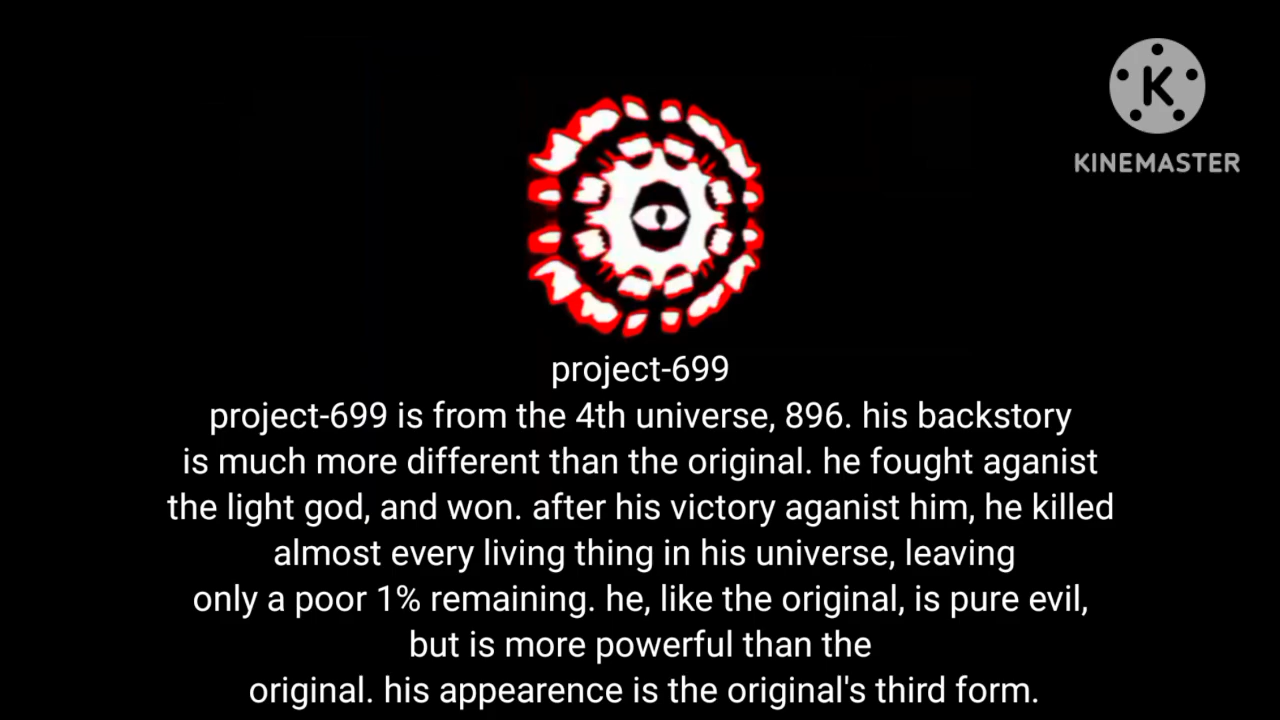 K
KINEMASTER
project-699
project-699 is from the 4th universe, 896. his backstory
is much more different than the original. he fought aganist
the light god, and won. after his victory aganist him, he killed
almost every living thing in his universe, leaving
only a poor 1% remaining. he, like the original, is pure evil,
but is more powerful than the
original. his appearence is the original's third form.